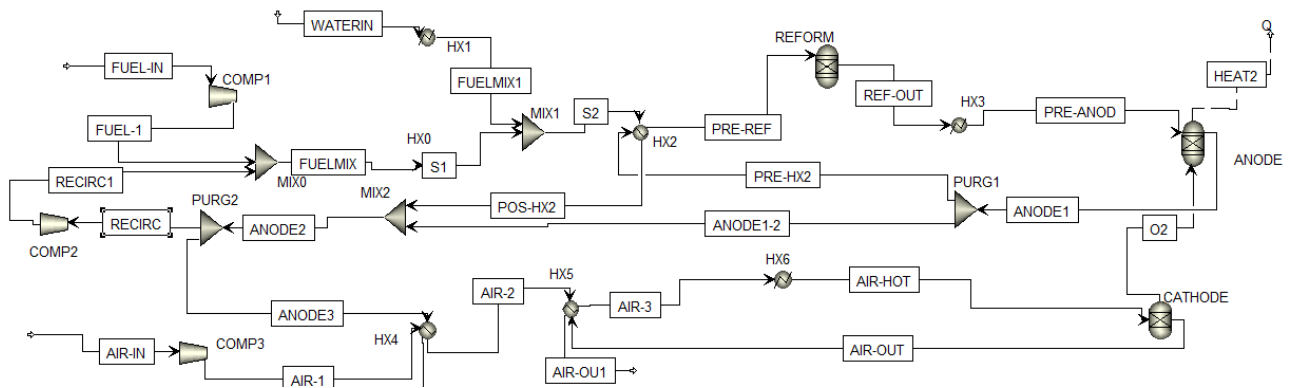 WATERIN
Q
REFORM
HX1
FUEL-IN
COMP1
HEAT2
FUELMIX1
REF-OUT
HX3
PRE-ANOD
S2
MIX1
FUEL-1
HX0
PRE-REF
HX2
FUELMIX
S1
ANODE
MIX0
RECIRC1
PRE-HX2
PURG1
PURG2
MIX2
POS-HX2
ANODE1
RECIRC
ANODE2
ANODE1-2
O2
COMP2
HX6
HX5
AIR-HOT
AIR-2
AIR-3
CATHODE
ANODE3
HX4
COMP3
AIR-IN
AIR-OUT
AIR-OU1
AIR-1